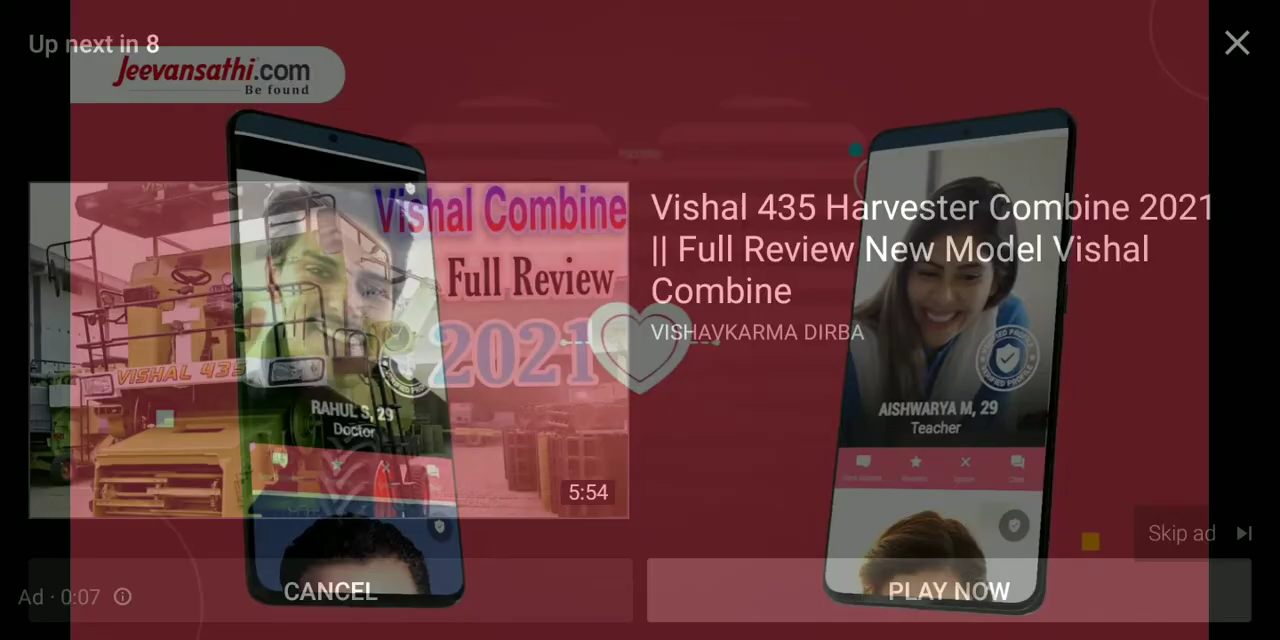 Up next in 8
Jeevansathi.com
Be found
Vishal Combine
Full Review
2021
VISHAL 435
5:54
Vishal 435 Harvester Combine 2021
|| Full Review New Model Vishal
Combine
VISHAVKARMA DIRBA
RAHUL S, 29
Doctor
AISHWARYA M, 29
Teacher
VERIFIED PROFILE
Skip ad
Ad · 0:07
CANCEL
PLAY NOW